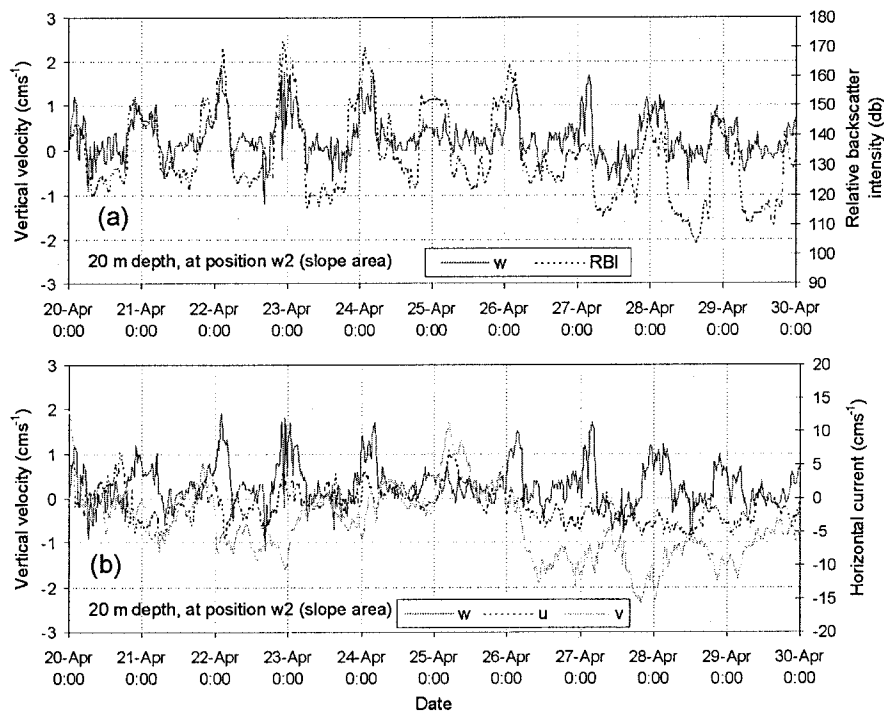 3
2
1
0
-1
-2
-3
Vertical velocity (cms⁻¹)
180
170
160
150
140
130
120
110
100
90
Relative backscatter
intensity (db)
(a)
20 m depth, at position w2 (slope area)
w RBI
20-Apr 21-Apr 22-Apr 23-Apr 24-Apr 25-Apr 26-Apr 27-Apr 28-Apr 29-Apr 30-Apr
0:00 0:00 0:00 0:00 0:00 0:00 0:00 0:00 0:00 0:00 0:00
3
2
1
0
-1
-2
-3
Vertical velocity (cms⁻¹)
20
15
10
5
0
-5
-10
-15
-20
Horizontal current (cms⁻¹)
(b)
20 m depth, at position w2 (slope area)
w u v
20-Apr 21-Apr 22-Apr 23-Apr 24-Apr 25-Apr 26-Apr 27-Apr 28-Apr 29-Apr 30-Apr
0:00 0:00 0:00 0:00 0:00 0:00 0:00 0:00 0:00 0:00 0:00
Date